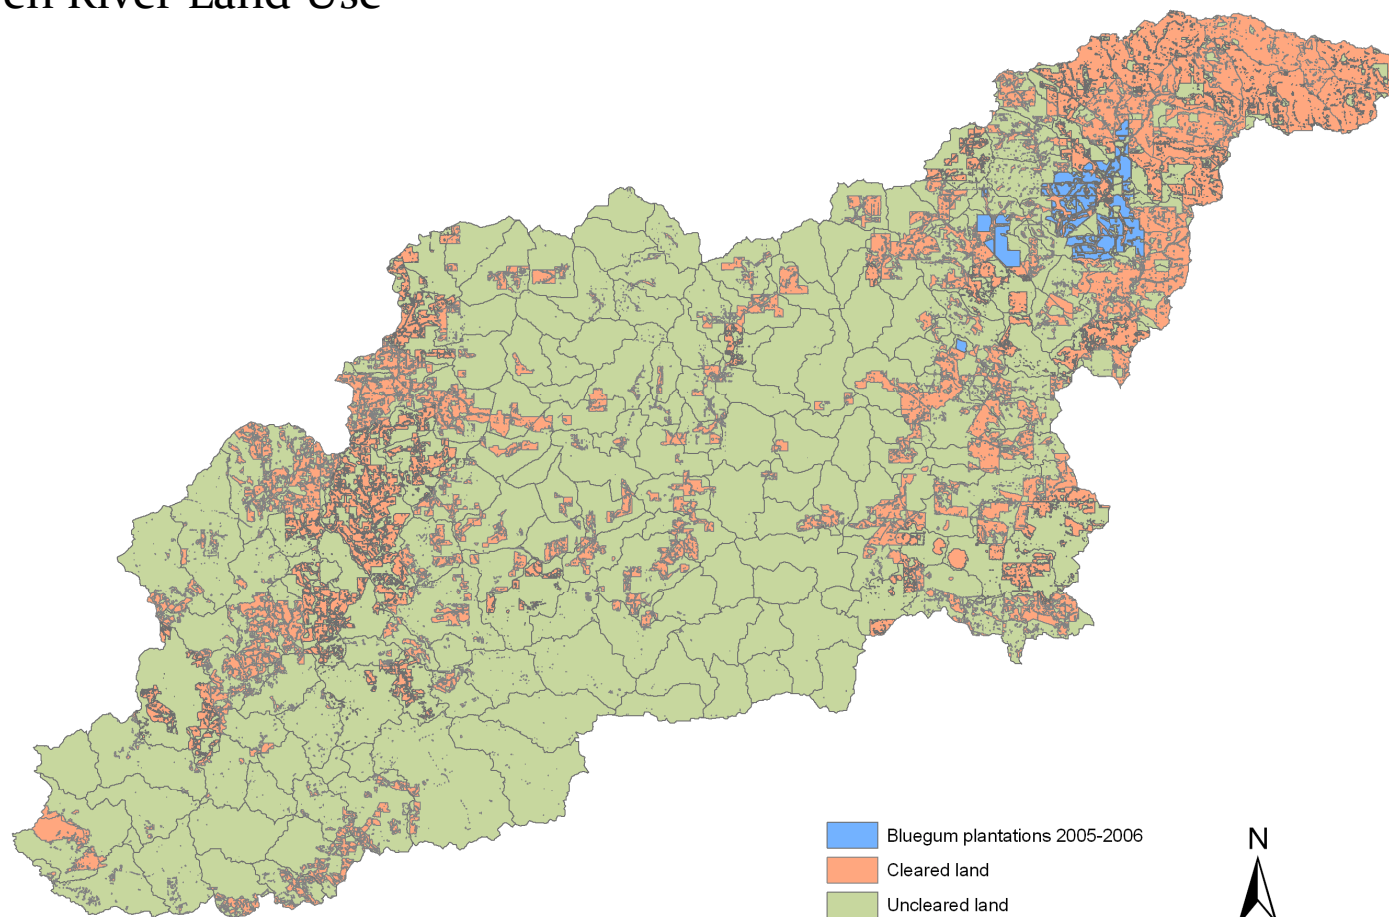 River Land Use
Bluegum plantations 2005-2006
N
Cleared land
Uncleared land